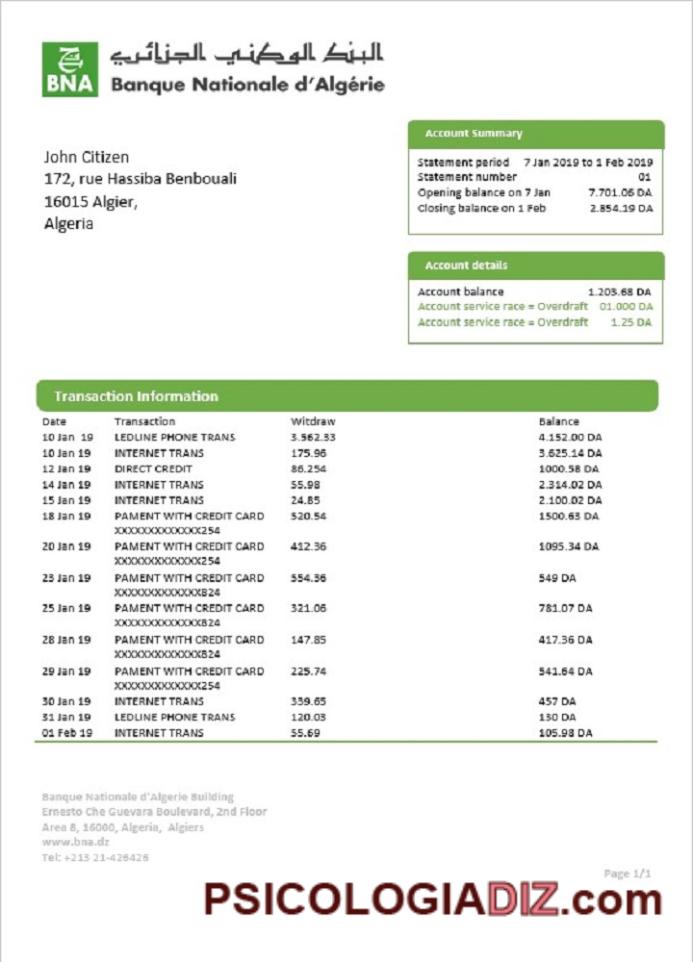 البنك الوطني الجزائري
BNA
Banque Nationale d'Algérie
John Citizen
172, rue Hassiba Benbouali
16015 Algier,
Algeria
Account Summary
Statement period 7 Jan 2019 to 1 Feb 2019
Statement number 01
Opening balance on 7 Jan 7.701.06 DA
Closing balance on 1 Feb 2.854.19 DA
Account details
Account balance 1.203.68 DA
Account service race = Overdraft 01.000 DA
Account service race = Overdraft 1.25 DA
Transaction Information
Date Transaction Witdraw Balance
10 Jan 19 LEDLINE PHONE TRANS 3.562.33 4.152.00 DA
10 Jan 19 INTERNET TRANS 175.96 3.625.14 DA
12 Jan 19 DIRECT CREDIT 86.254 1000.58 DA
14 Jan 19 INTERNET TRANS 55.98 2.314.02 DA
15 Jan 19 INTERNET TRANS 24.85 2.100.02 DA
18 Jan 19 PAMENT WITH CREDIT CARD 520.54 1500.63 DA
XXXXXXXXXXXXX254
20 Jan 19 PAMENT WITH CREDIT CARD 412.36 1095.34 DA
XXXXXXXXXXXXX254
23 Jan 19 PAMENT WITH CREDIT CARD 554.36 549 DA
XXXXXXXXXXXXX824
25 Jan 19 PAMENT WITH CREDIT CARD 321.06 781.07 DA
XXXXXXXXXXXXX824
28 Jan 19 PAMENT WITH CREDIT CARD 147.85 417.36 DA
XXXXXXXXXXXXX824
29 Jan 19 PAMENT WITH CREDIT CARD 225.74 541.64 DA
XXXXXXXXXXXXX254
30 Jan 19 INTERNET TRANS 339.65 457 DA
31 Jan 19 LEDLINE PHONE TRANS 120.03 130 DA
01 Feb 19 INTERNET TRANS 55.69 105.98 DA
Banque Nationale d'Algerie Building
Ernesto Che Guevara Boulevard, 2nd Floor
Area 8, 16000, Algeria, Algiers
www.bna.dz
Tel: +213 21-426426
Page 1/1
PSICOLOGIADIZ.com